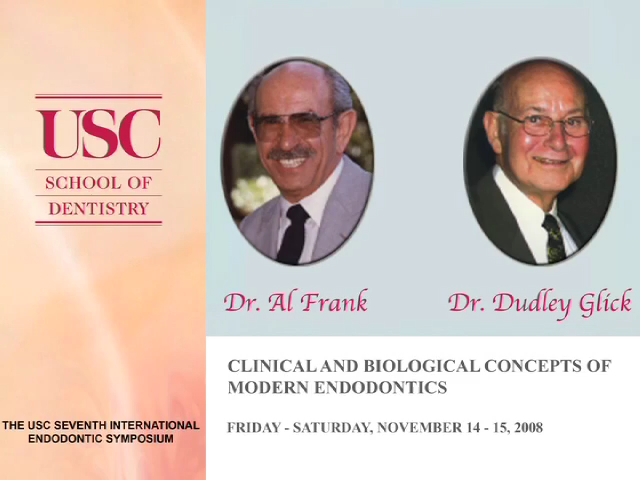 USC
SCHOOL OF
DENTISTRY
Dr. Al Frank
Dr. Dudley Glick
CLINICAL AND BIOLOGICAL CONCEPTS OF
MODERN ENDODONTICS
THE USC SEVENTH INTERNATIONAL
ENDODONTIC SYMPOSIUM
FRIDAY - SATURDAY, NOVEMBER 14 - 15, 2008